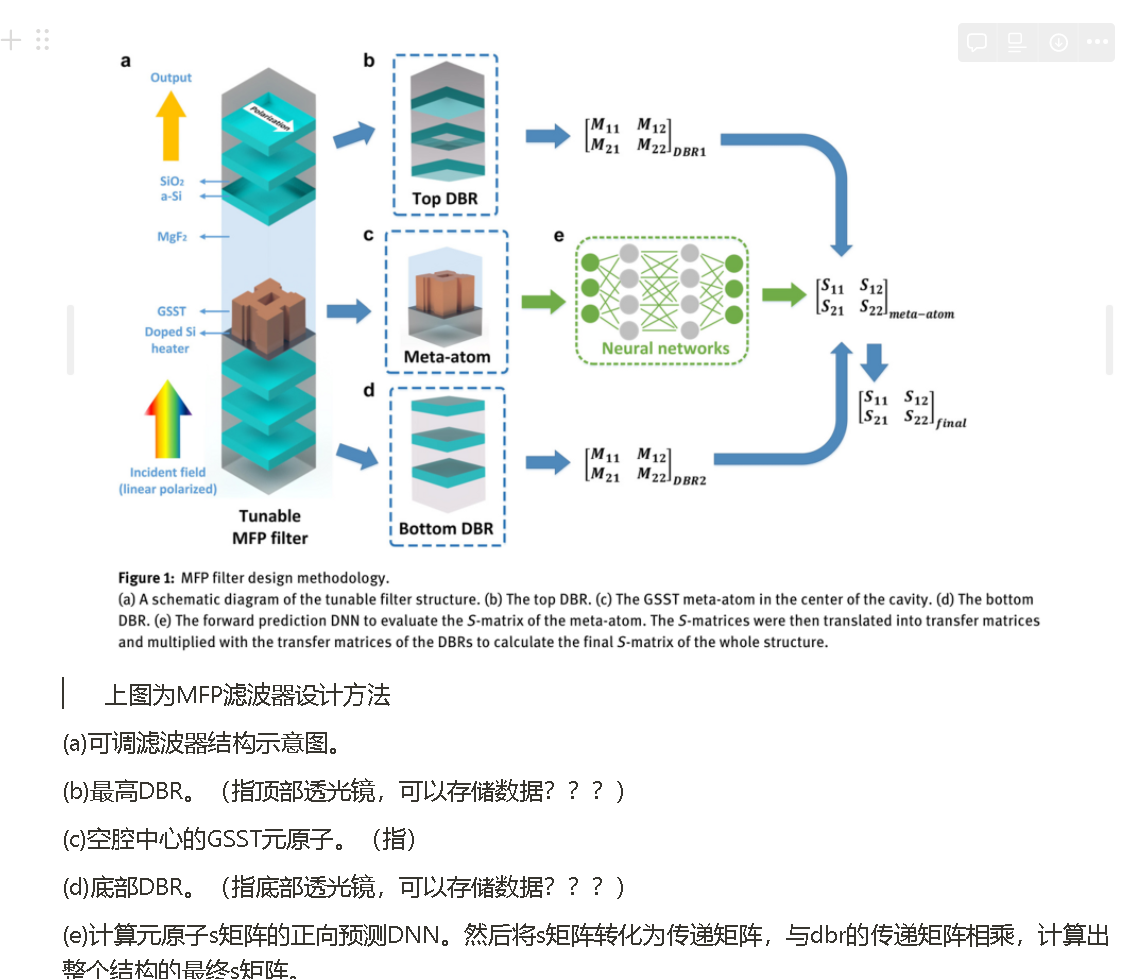 a
Output
Polarization
SiO₂
a-Si
MgF₂
GSST
Doped Si
heater
Incident field
(linear polarized)
Tunable
MFP filter
b
Top DBR
[M₁₁ M₁₂
M₂₁ M₂₂]DBR1
c
Meta-atom
e
Neural networks
[S₁₁ S₁₂
S₂₁ S₂₂]meta−atom
[S₁₁ S₁₂
S₂₁ S₂₂]final
d
Bottom DBR
[M₁₁ M₁₂
M₂₁ M₂₂]DBR2
Figure 1: MFP filter design methodology.
(a) A schematic diagram of the tunable filter structure. (b) The top DBR. (c) The GSST meta-atom in the center of the cavity. (d) The bottom
DBR. (e) The forward prediction DNN to evaluate the S-matrix of the meta-atom. The S-matrices were then translated into transfer matrices
and multiplied with the transfer matrices of the DBRs to calculate the final S-matrix of the whole structure.
上图为MFP滤波器设计方法
(a)可调滤波器结构示意图。
(b)最高DBR。（指顶部透光镜，可以存储数据？？？）
(c)空腔中心的GSST元原子。（指）
(d)底部DBR。（指底部透光镜，可以存储数据？？？）
(e)计算元原子s矩阵的正向预测DNN。然后将s矩阵转化为传递矩阵，与dbr的传递矩阵相乘，计算出
整个结构的最终s矩阵。